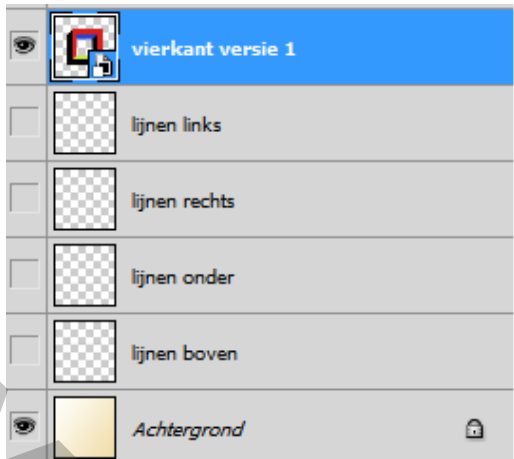 vierkant versie 1
lijnen links
lijnen rechts
lijnen onder
lijnen boven
Achtergrond